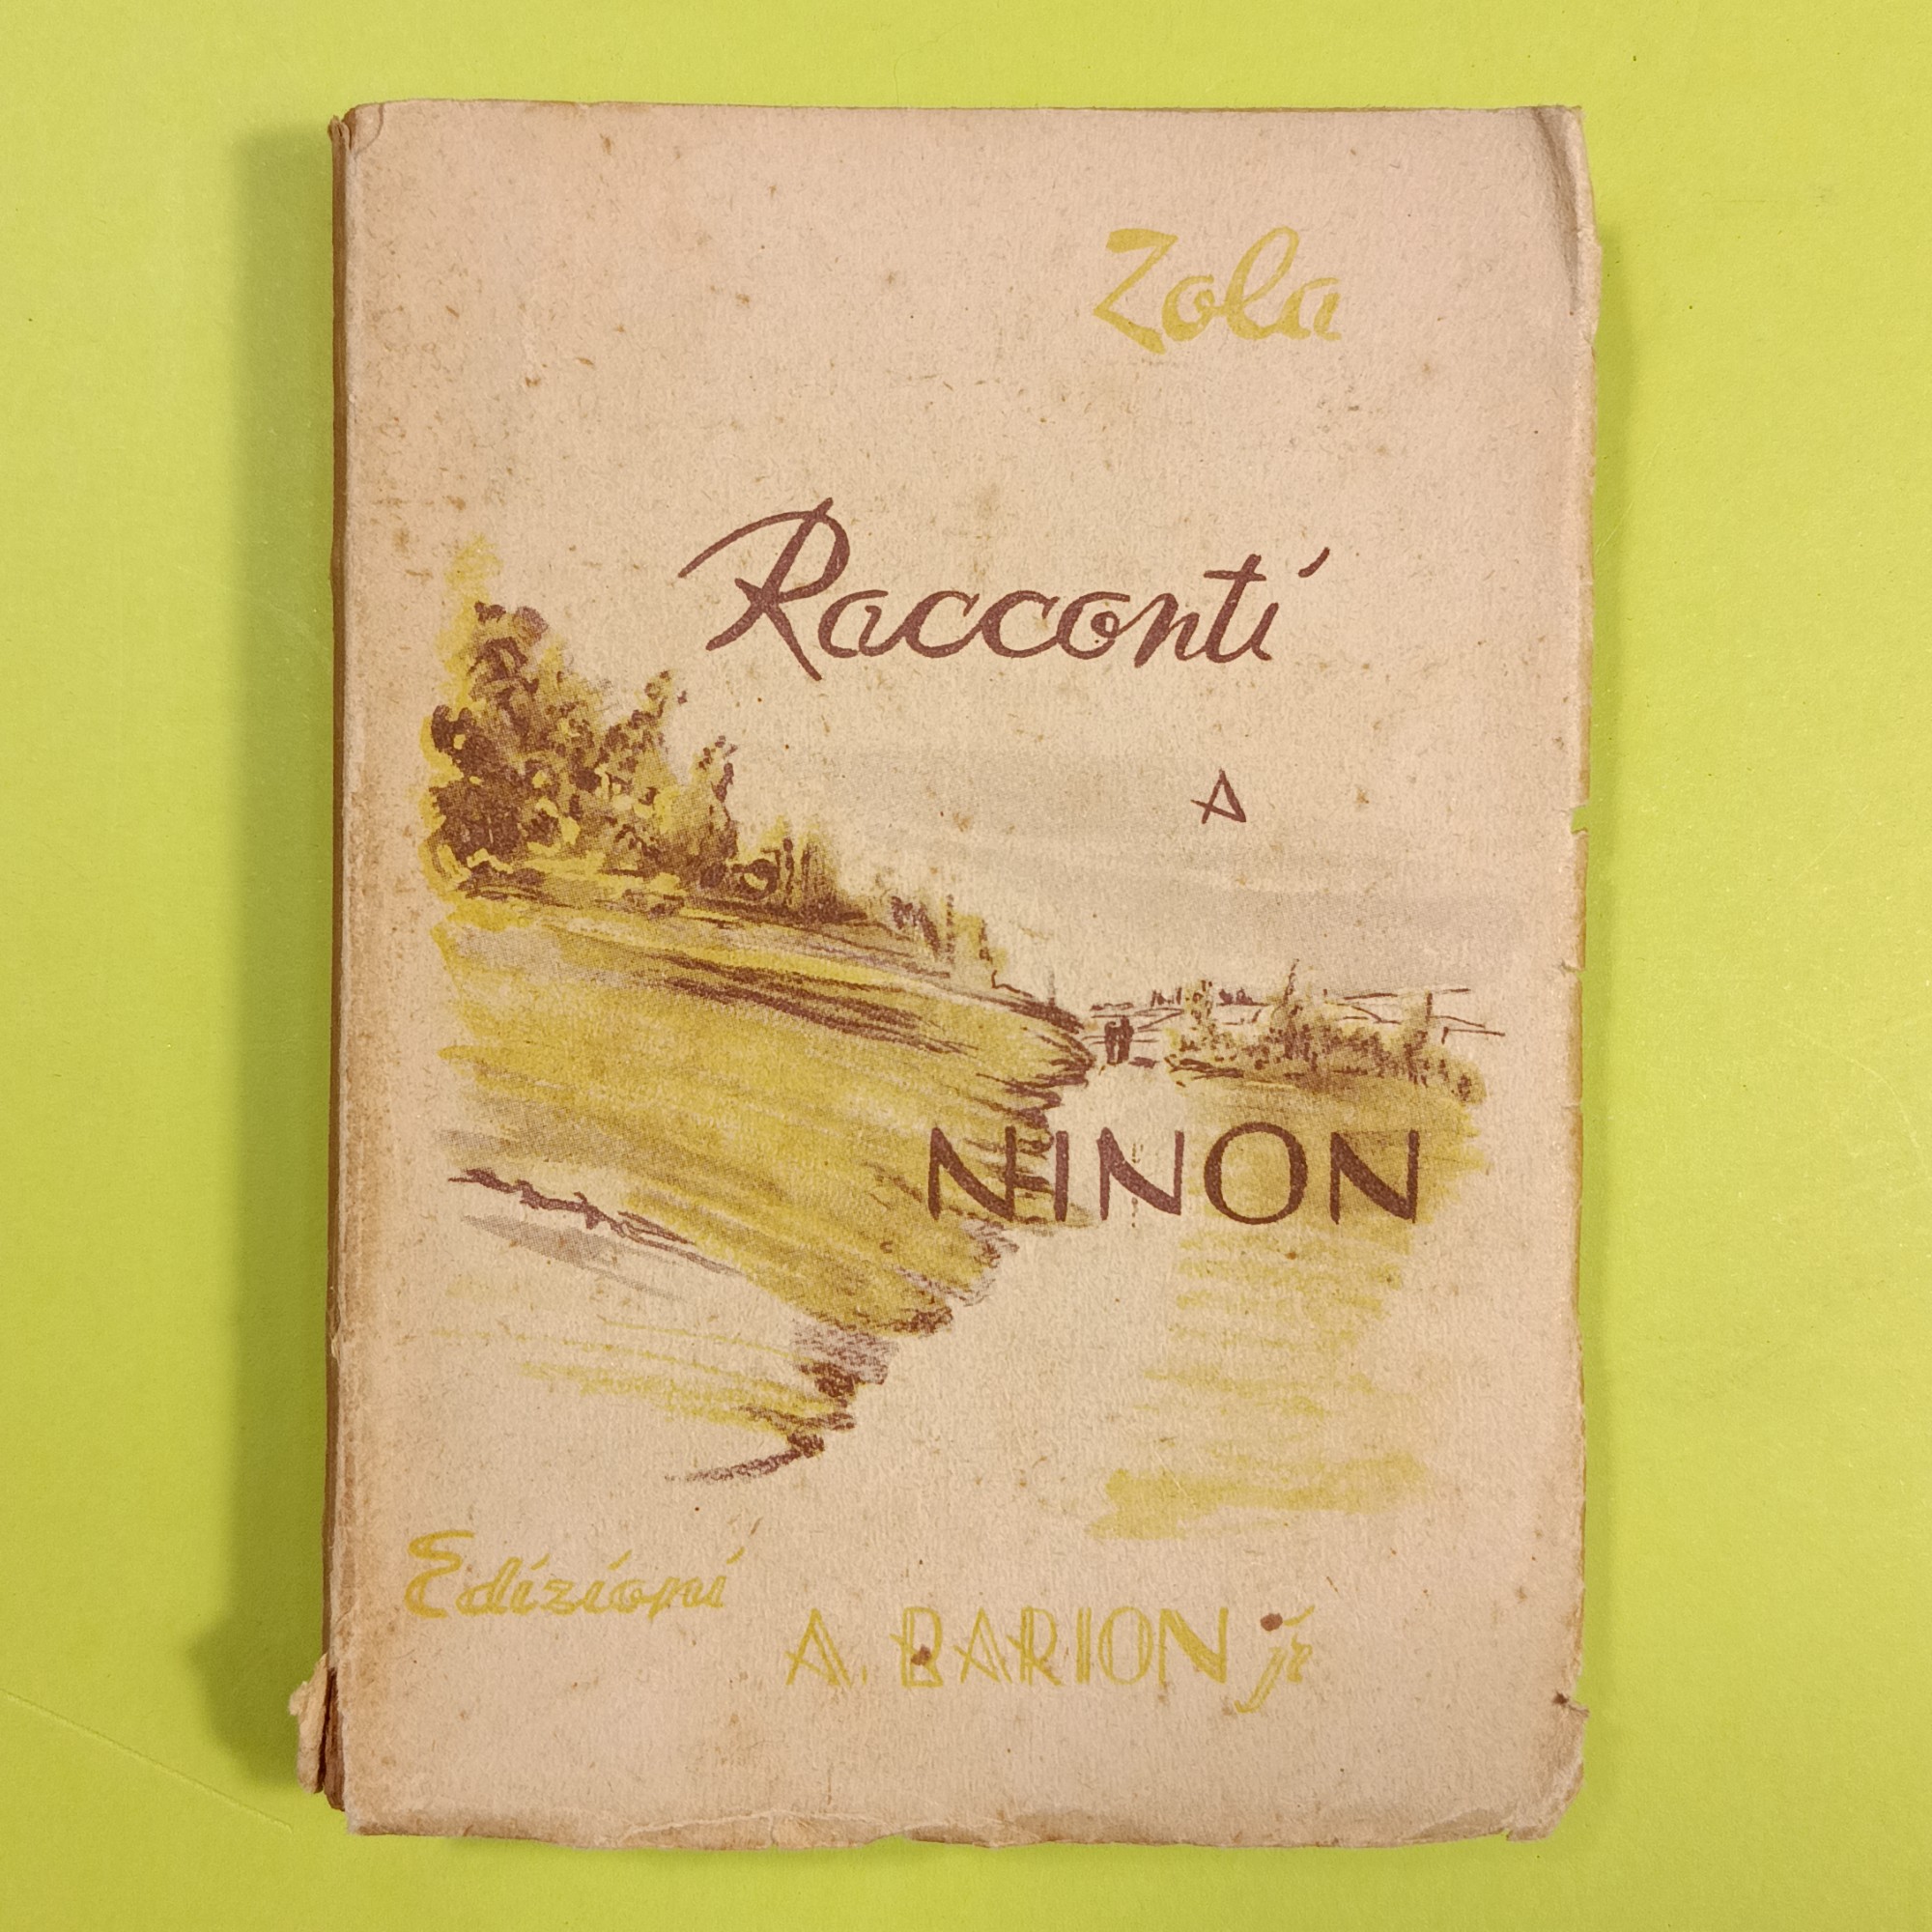 Zola
Racconti
A
NINON
Edizioni
A. BARION jr